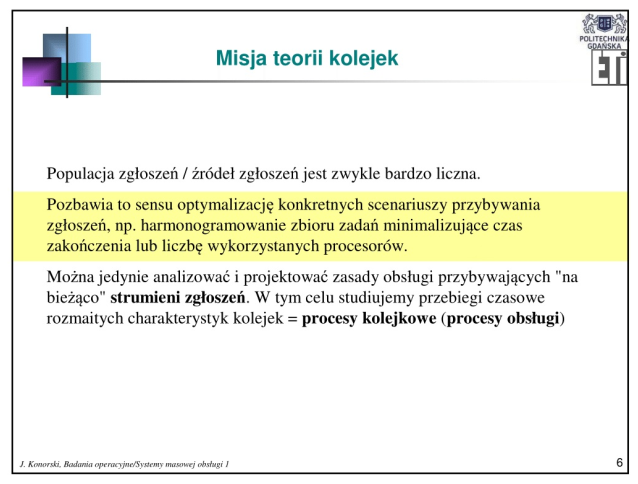 POLITECHNIKA
GDAŃSKA
ETI
Misja teorii kolejek
Populacja zgłoszeń / źródeł zgłoszeń jest zwykle bardzo liczna.
Pozbawia to sensu optymalizację konkretnych scenariuszy przybywania
zgłoszeń, np. harmonogramowanie zbioru zadań minimalizujące czas
zakończenia lub liczbę wykorzystanych procesorów.
Można jedynie analizować i projektować zasady obsługi przybywających "na
bieżąco" strumieni zgłoszeń. W tym celu studiujemy przebiegi czasowe
rozmaitych charakterystyk kolejek = procesy kolejkowe (procesy obsługi)
J. Konorski, Badania operacyjne/Systemy masowej obsługi 1
6